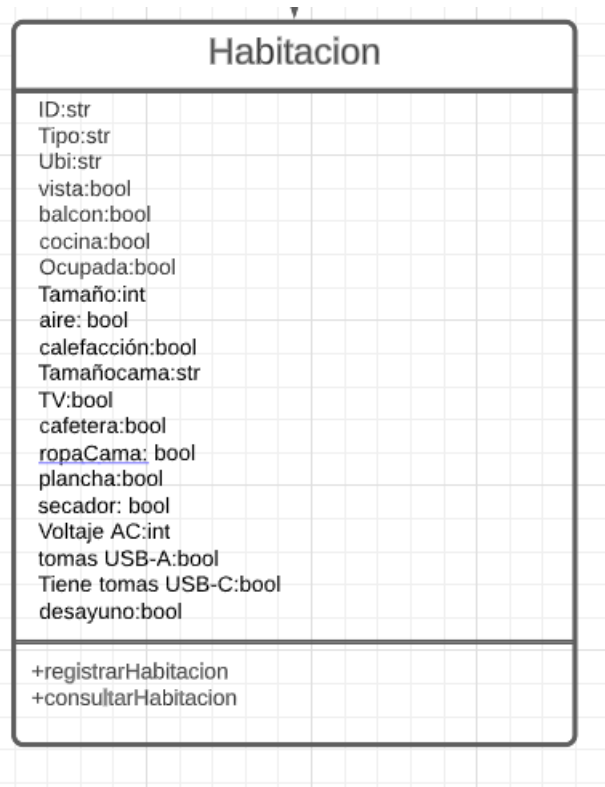 Habitacion
ID:str
Tipo:str
Ubi:str
vista:bool
balcon:bool
cocina:bool
Ocupada:bool
Tamaño:int
aire: bool
calefacción:bool
Tamañocama:str
TV:bool
cafetera:bool
ropaCama: bool
plancha:bool
secador: bool
Voltaje AC:int
tomas USB-A:bool
Tiene tomas USB-C:bool
desayuno:bool
+registrarHabitacion
+consultarHabitacion